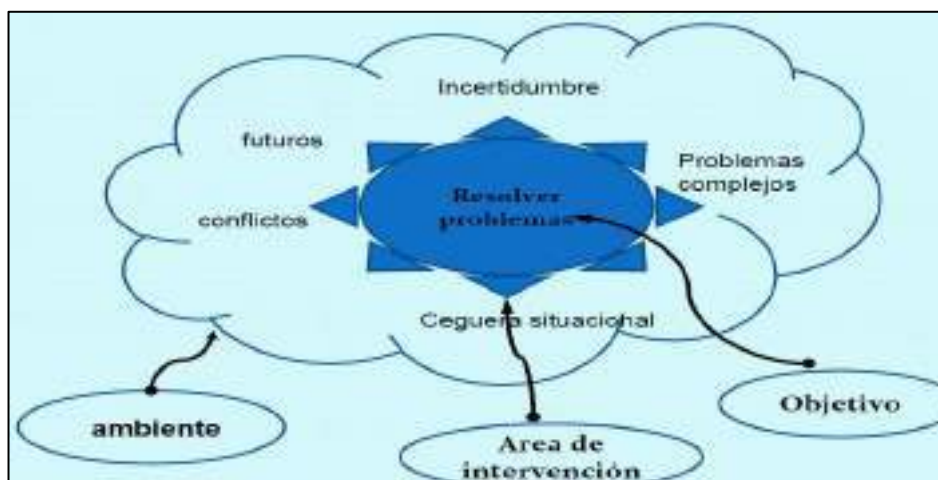 Incertidumbre
futuros
Problemas
complejos
Resolver
problemas
conflictos
Ceguera situacional
Objetivo
ambiente
Area de
intervención